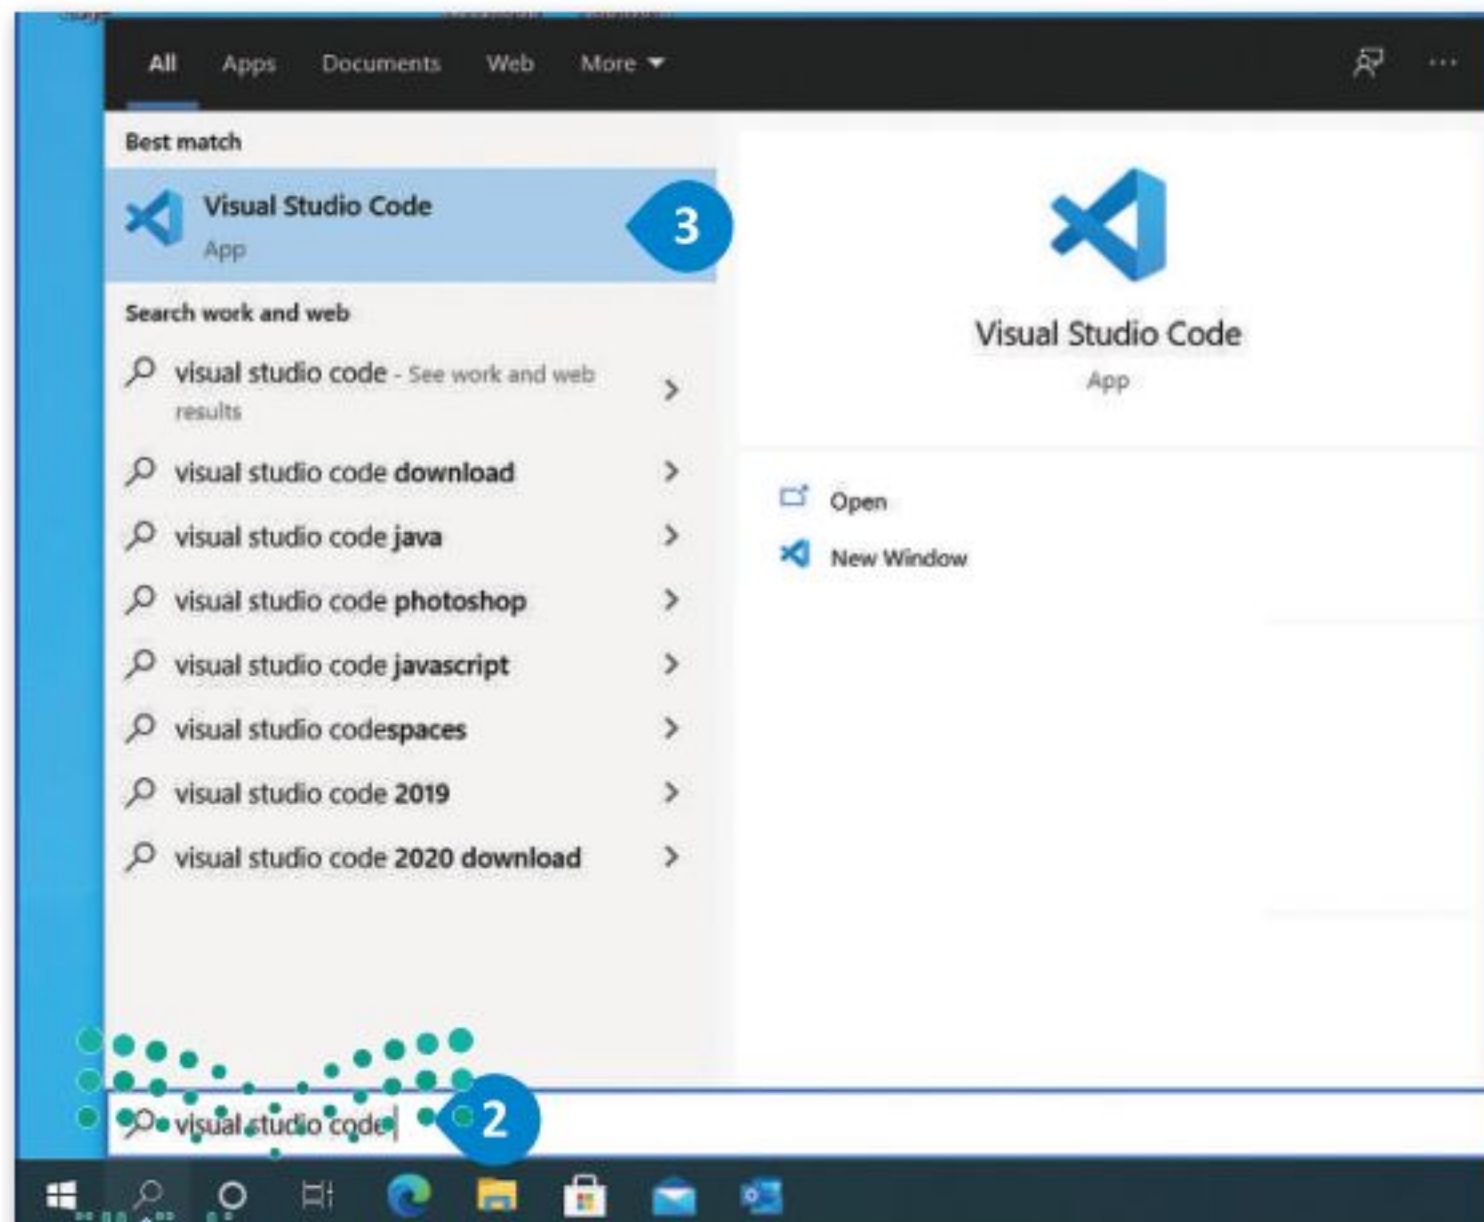 All Apps Documents Web More
Best match
Visual Studio Code
App
3
Search work and web
visual studio code - See work and web
results
visual studio code download
visual studio code java
visual studio code photoshop
visual studio code javascript
visual studio codespaces
visual studio code 2019
visual studio code 2020 download
Visual Studio Code
App
Open
New Window
visual studio code
2